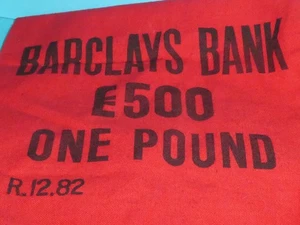 BARCLAYS BANK
£500
ONE POUND
R.12.82